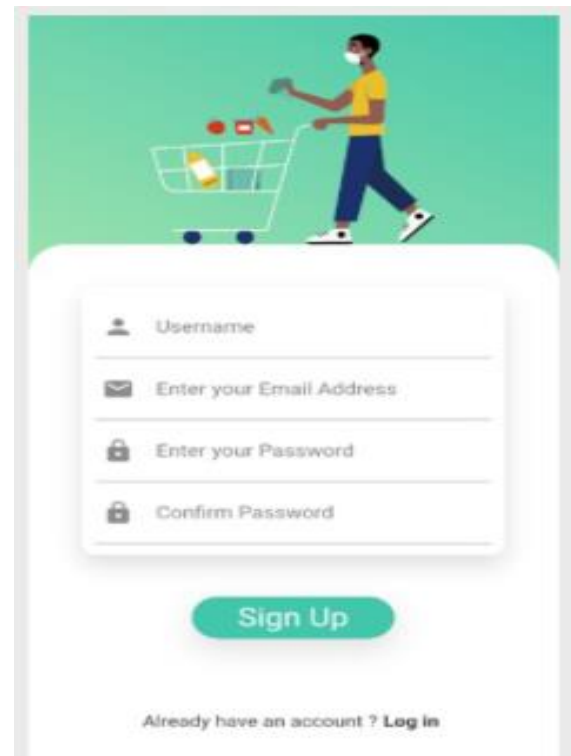 Username
Enter your Email Address
Enter your Password
Confirm Password
Sign Up
Already have an account ? Log in